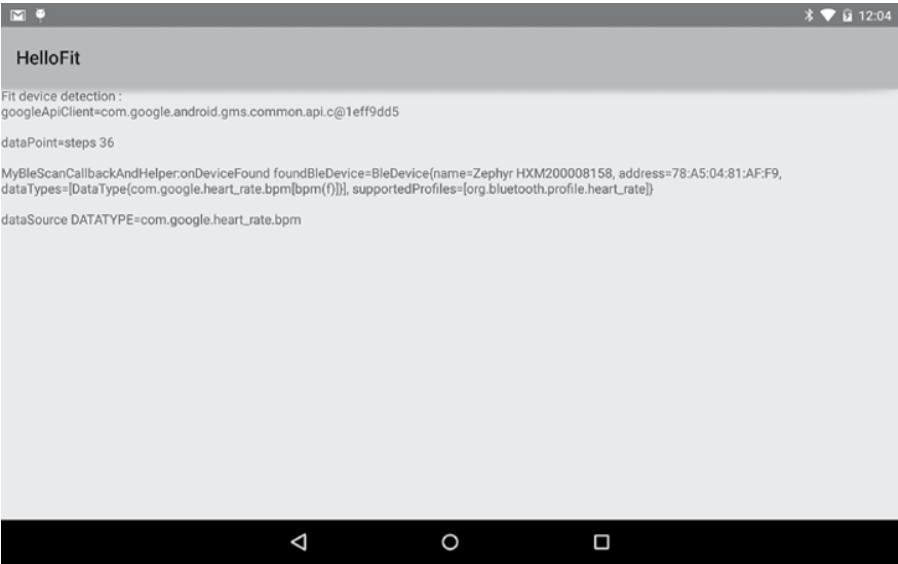 12:04
HelloFit
Fit device detection :
googleApiClient=com.google.android.gms.common.api.c@1eff9dd5
dataPoint=steps 36
MyBleScanCallbackAndHelper:onDeviceFound foundBleDevice=BleDevice{name=Zephyr HXM200008158, address=78:A5:04:81:AF:F9,
dataTypes=[DataType{com.google.heart_rate.bpm[bpm(f)]}], supportedProfiles=[org.bluetooth.profile.heart_rate]}
dataSource DATATYPE=com.google.heart_rate.bpm